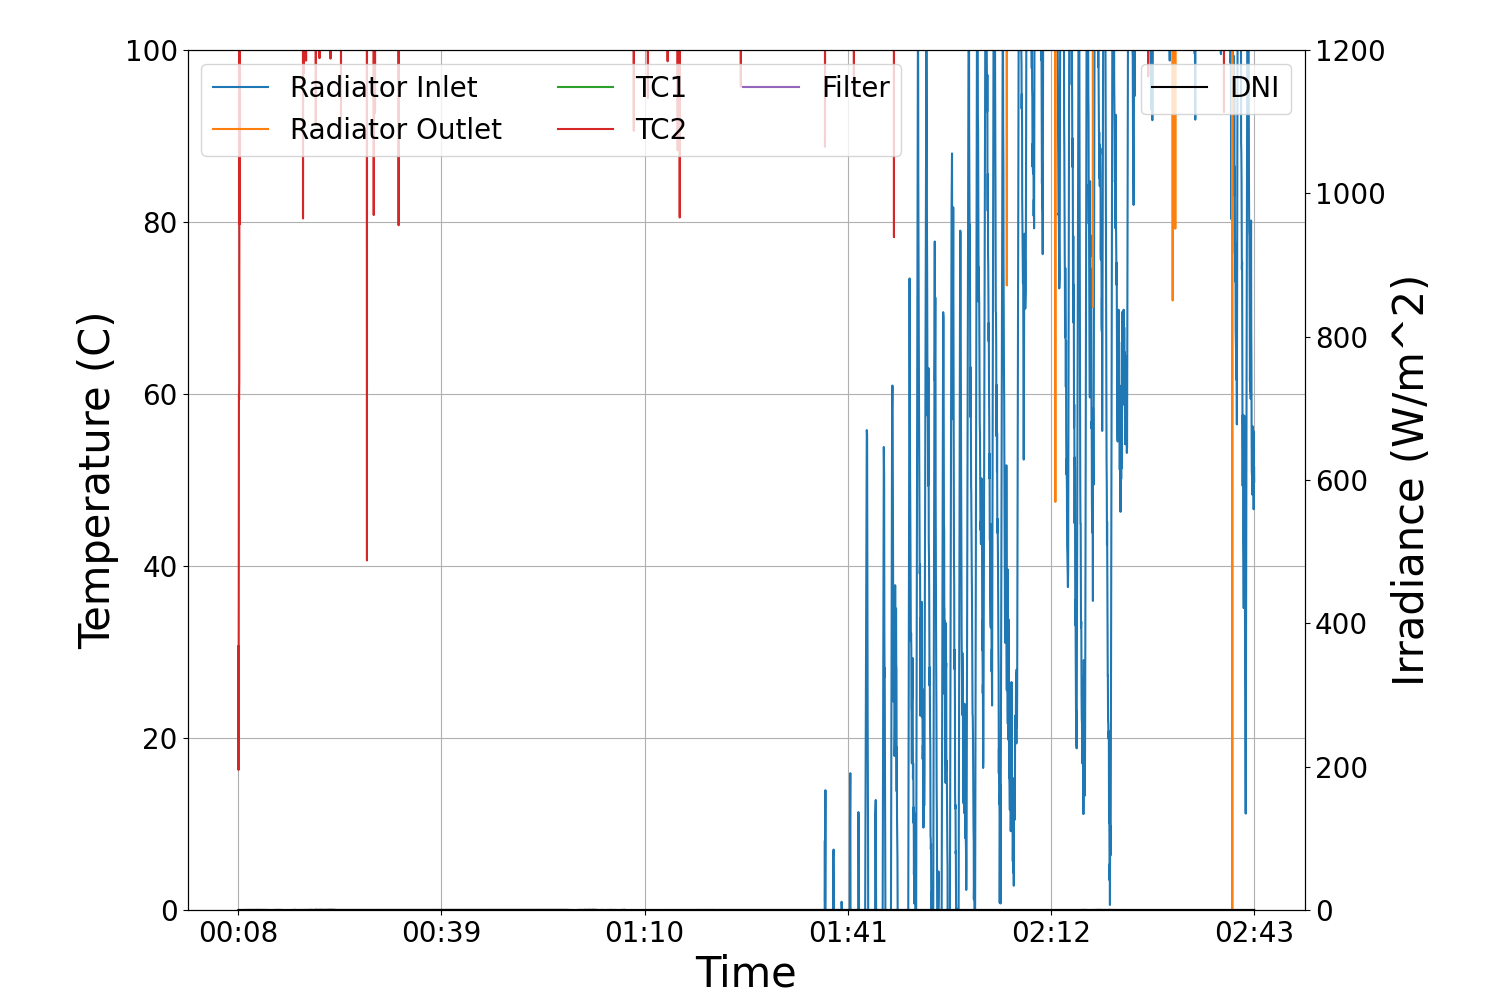 Radiator Inlet
Radiator Outlet
TC1
TC2
Filter
DNI
Temperature (C)
100
80
60
40
20
0
Irradiance (W/m^2)
1200
1000
800
600
400
200
0
00:08 00:39 01:10 01:41 02:12 02:43
Time